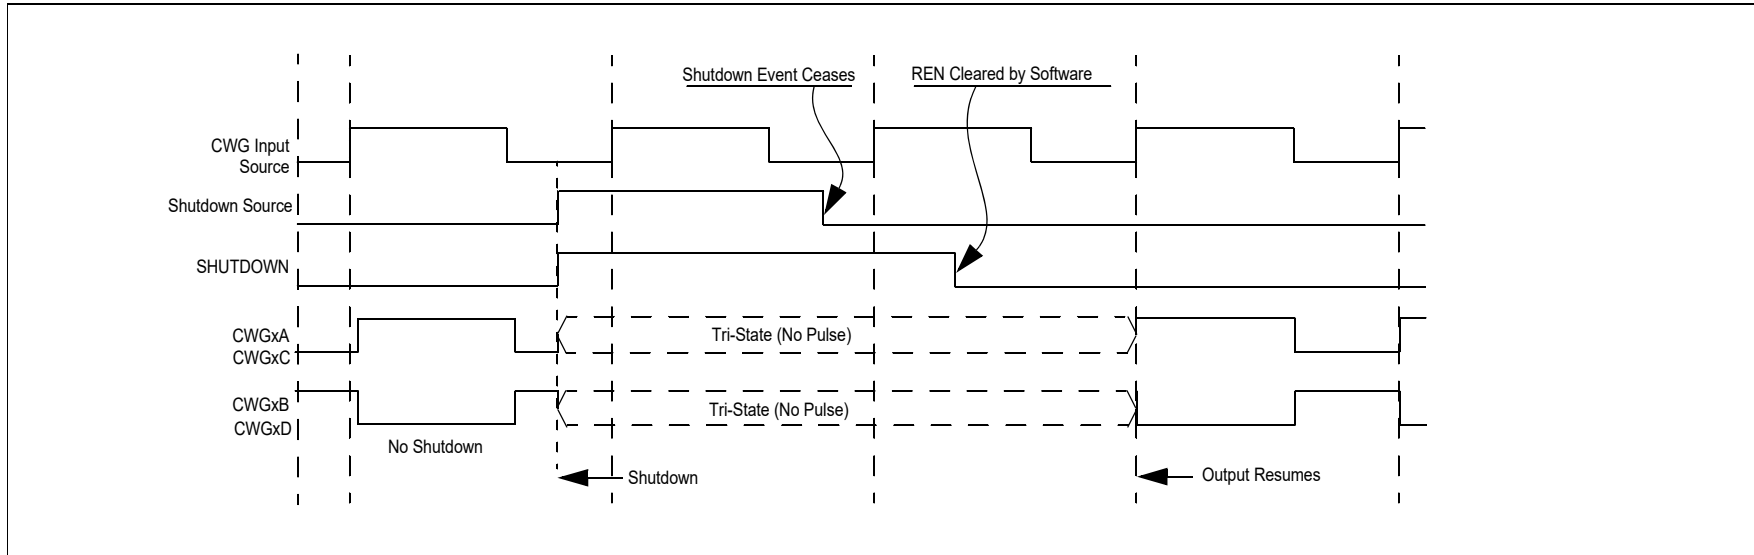 Shutdown Event Ceases
REN Cleared by Software
CWG Input
Source
Shutdown Source
SHUTDOWN
CWGxA
CWGxC
Tri-State (No Pulse)
CWGxB
CWGxD
Tri-State (No Pulse)
No Shutdown
Shutdown
Output Resumes